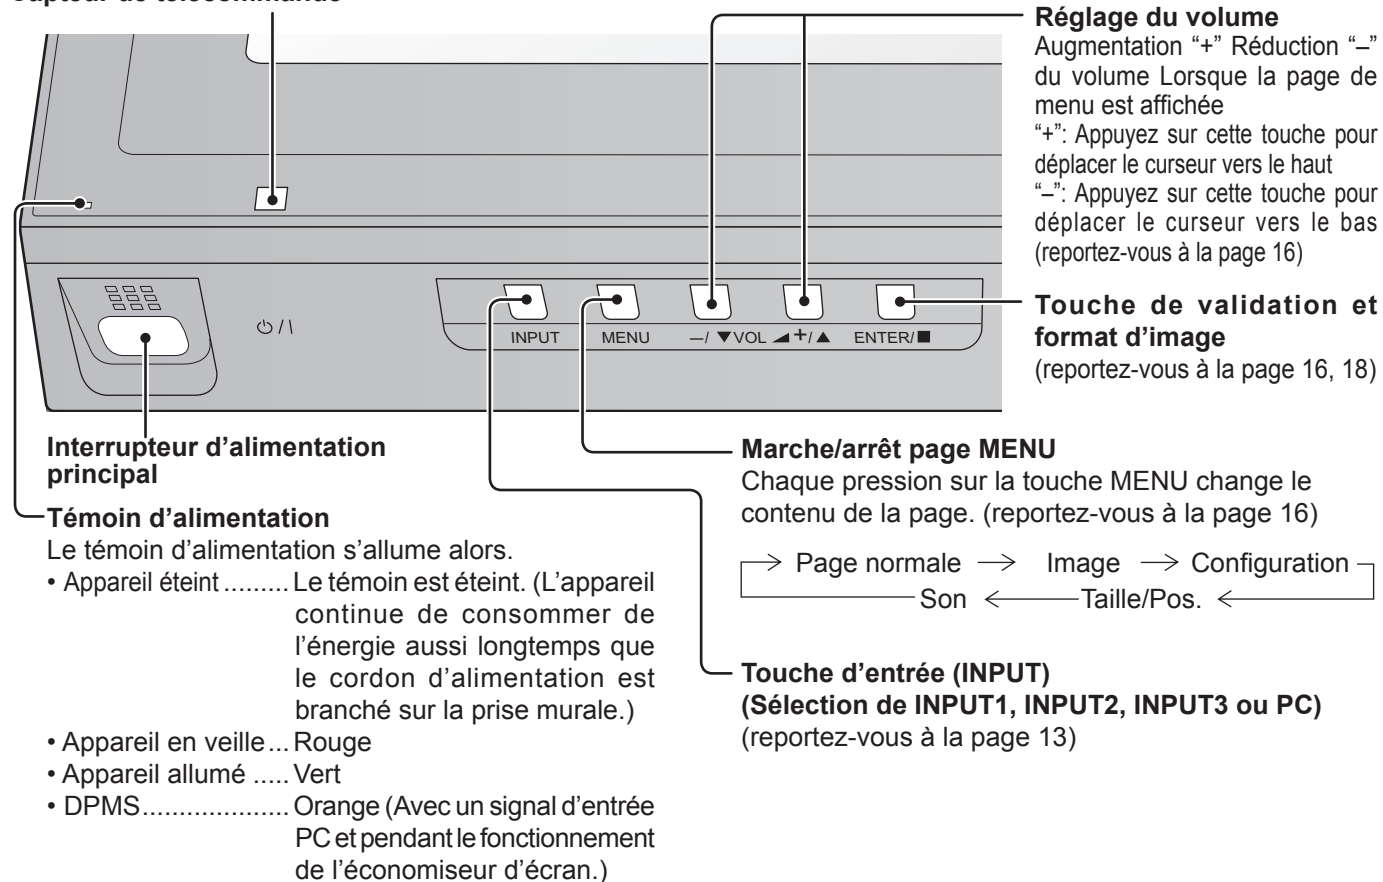 Réglage du volume
Augmentation “+” Réduction “–”
du volume Lorsque la page de
menu est affichée
“+”: Appuyez sur cette touche pour
déplacer le curseur vers le haut
“–”: Appuyez sur cette touche pour
déplacer le curseur vers le bas
(reportez-vous à la page 16)
Touche de validation et
format d’image
(reportez-vous à la page 16, 18)
INPUT MENU –/ ▼VOL ◢ +/▲ ENTER/■
Interrupteur d’alimentation
principal
Témoin d’alimentation
Le témoin d’alimentation s’allume alors.
• Appareil éteint ......... Le témoin est éteint. (L’appareil
continue de consommer de
l’énergie aussi longtemps que
le cordon d’alimentation est
branché sur la prise murale.)
• Appareil en veille ... Rouge
• Appareil allumé ..... Vert
• DPMS.................... Orange (Avec un signal d’entrée
PC et pendant le fonctionnement
de l’économiseur d’écran.)
Marche/arrêt page MENU
Chaque pression sur la touche MENU change le
contenu de la page. (reportez-vous à la page 16)
Page normale → Image → Configuration
Son ← Taille/Pos. ←
Touche d’entrée (INPUT)
(Sélection de INPUT1, INPUT2, INPUT3 ou PC)
(reportez-vous à la page 13)